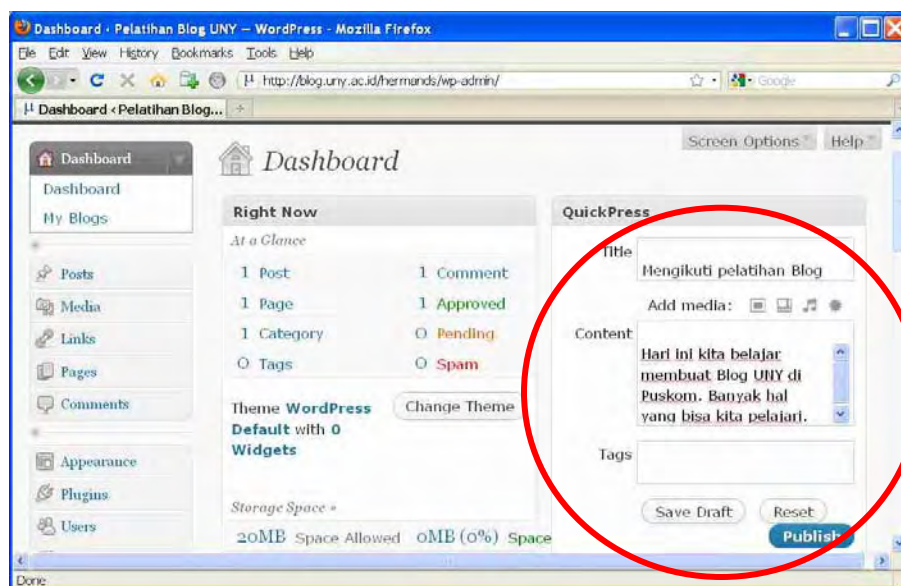 Dashboard ‹ Pelatihan Blog UNY — WordPress - Mozilla Firefox
File Edit View History Bookmarks Tools Help
http://blog.uny.ac.id/hermands/wp-admin/
Google
Dashboard ‹ Pelatihan Blog...
Screen Options
Help
Dashboard
Dashboard
My Blogs
Posts
Media
Links
Pages
Comments
Appearance
Plugins
Users
Dashboard
Right Now
At a Glance
1 Post 1 Comment
1 Page 1 Approved
1 Category 0 Pending
0 Tags 0 Spam
Theme WordPress
Default with 0
Widgets
Change Theme
Storage Space »
20MB Space Allowed 0MB (0%) Space
QuickPress
Title
Mengikuti pelatihan Blog
Add media:
Content
Hari ini kita belajar
membuat Blog UNY di
Puskom. Banyak hal
yang bisa kita pelajari.
Tags
Save Draft Reset
Publish
Done